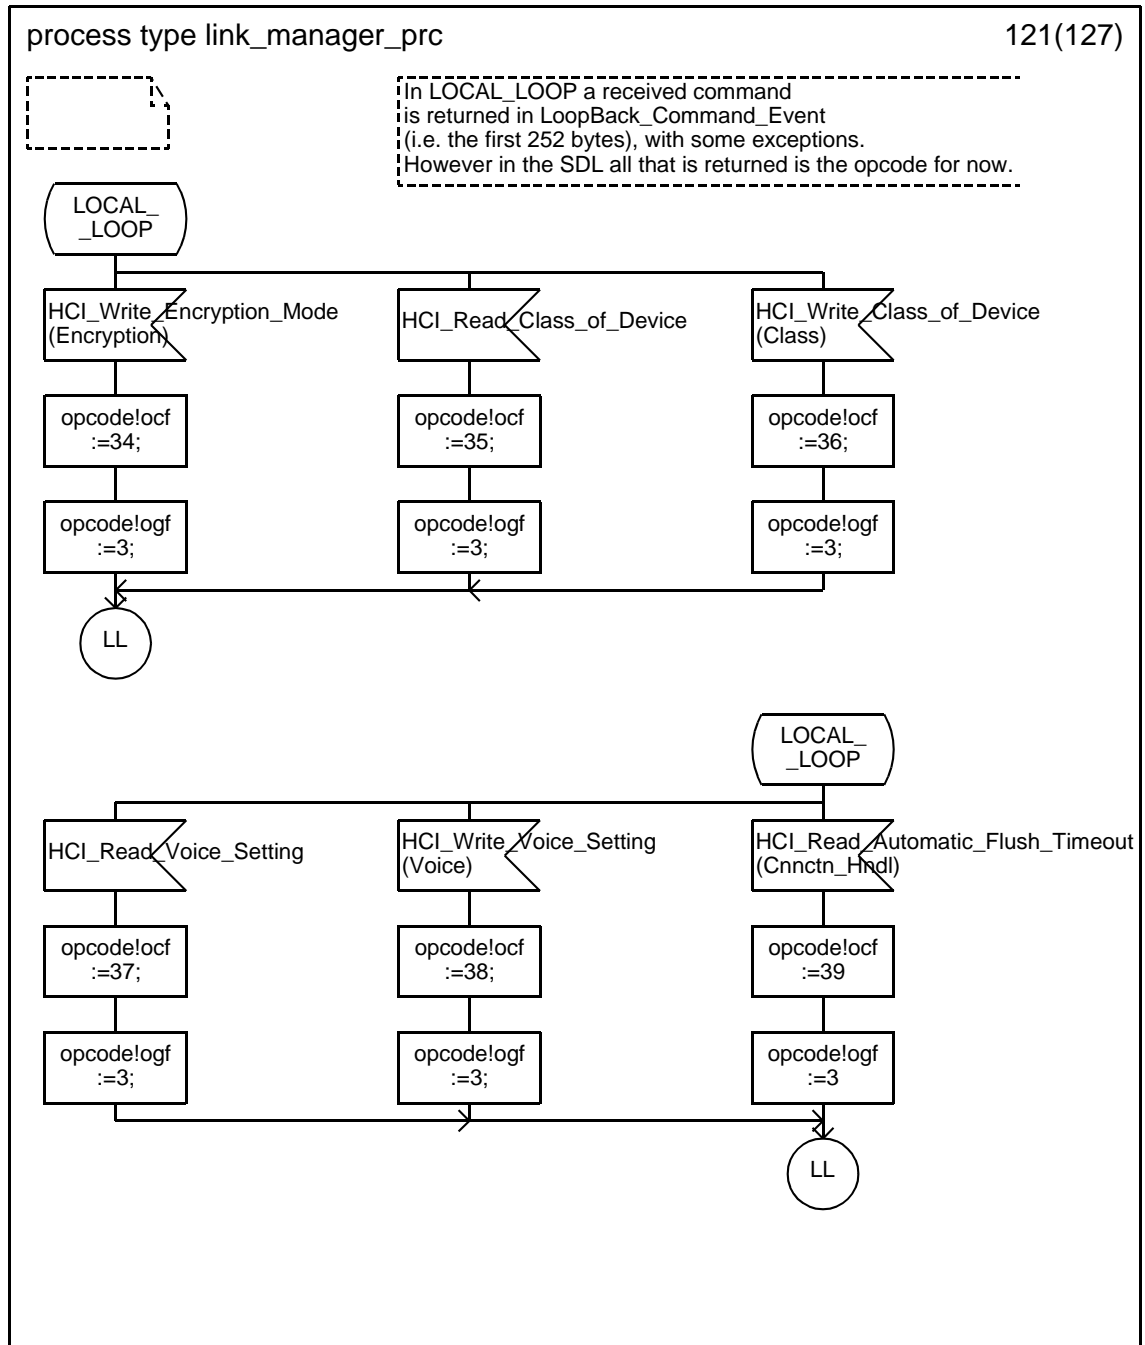 process type link_manager_prc
121(127)
In LOCAL_LOOP a received command
is returned in LoopBack_Command_Event
(i.e. the first 252 bytes), with some exceptions.
However in the SDL all that is returned is the opcode for now.
LOCAL_
_LOOP
HCI_Write_Encryption_Mode
(Encryption)
HCI_Read_Class_of_Device
HCI_Write_Class_of_Device
(Class)
opcode!ocf
:=34;
opcode!ocf
:=35;
opcode!ocf
:=36;
opcode!ogf
:=3;
opcode!ogf
:=3;
opcode!ogf
:=3;
LL
LOCAL_
_LOOP
HCI_Read_Voice_Setting
HCI_Write_Voice_Setting
(Voice)
HCI_Read_Automatic_Flush_Timeout
(Cnnctn_Hndl)
opcode!ocf
:=37;
opcode!ocf
:=38;
opcode!ocf
:=39
opcode!ogf
:=3;
opcode!ogf
:=3;
opcode!ogf
:=3
LL